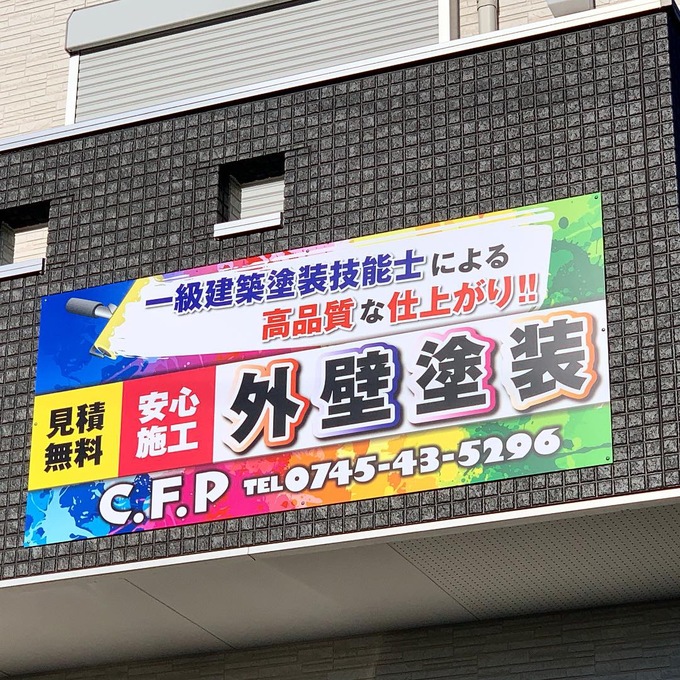 一級建築塗装技能士による
高品質な仕上がり!!
見積
無料
安心
施工
外壁塗装
C.F.P TEL0745-43-5296